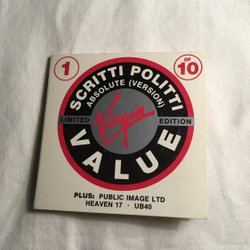 1 OF 10
SCRITTI POLITTI
ABSOLUTE (VERSION)
LIMITED EDITION
Virgin
VALUE
PLUS: PUBLIC IMAGE LTD
HEAVEN 17 · UB40